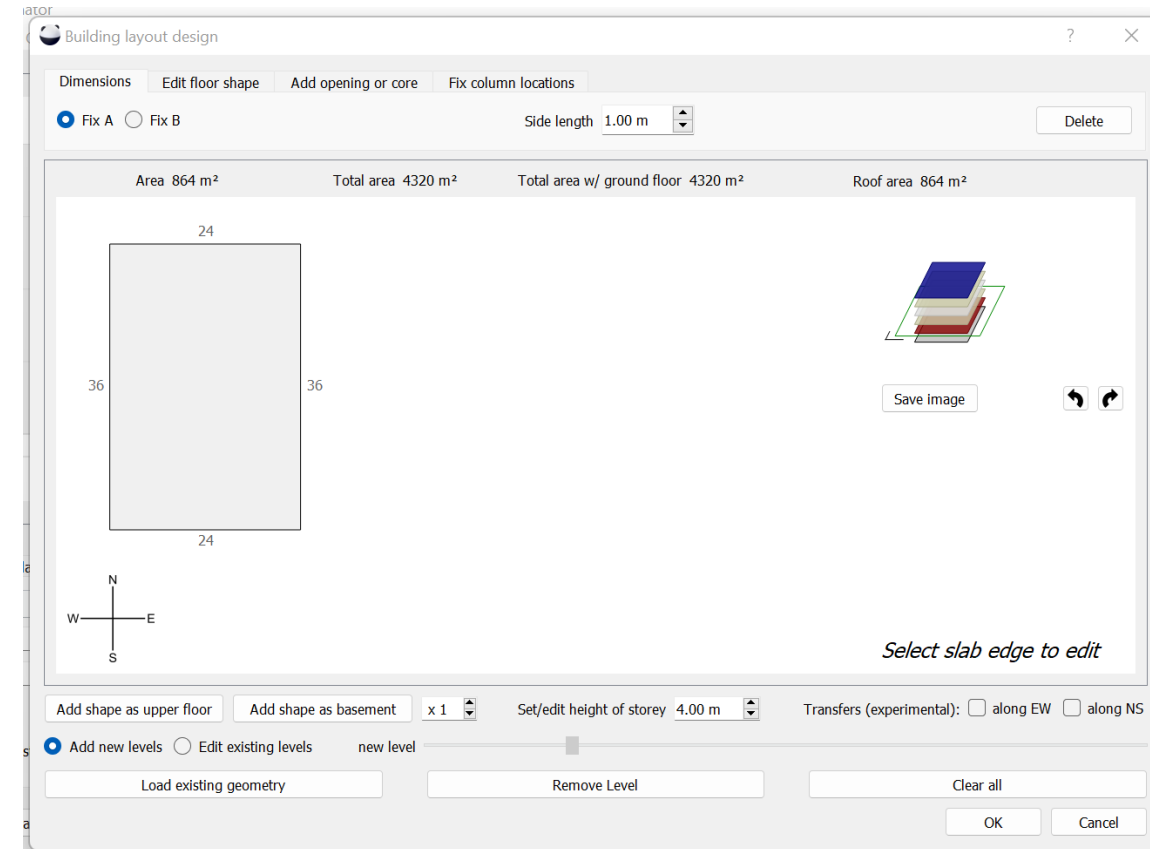 ator
Building layout design ?
Dimensions Edit floor shape Add opening or core Fix column locations
Fix A Fix B Side length 1.00 m Delete
Area 864 m² Total area 4320 m² Total area w/ ground floor 4320 m² Roof area 864 m²
24
36 36
Save image
24
N
W E
S
Select slab edge to edit
Add shape as upper floor Add shape as basement x 1 Set/edit height of storey 4.00 m Transfers (experimental): along EW along NS
Add new levels Edit existing levels new level
Load existing geometry Remove Level Clear all
OK Cancel